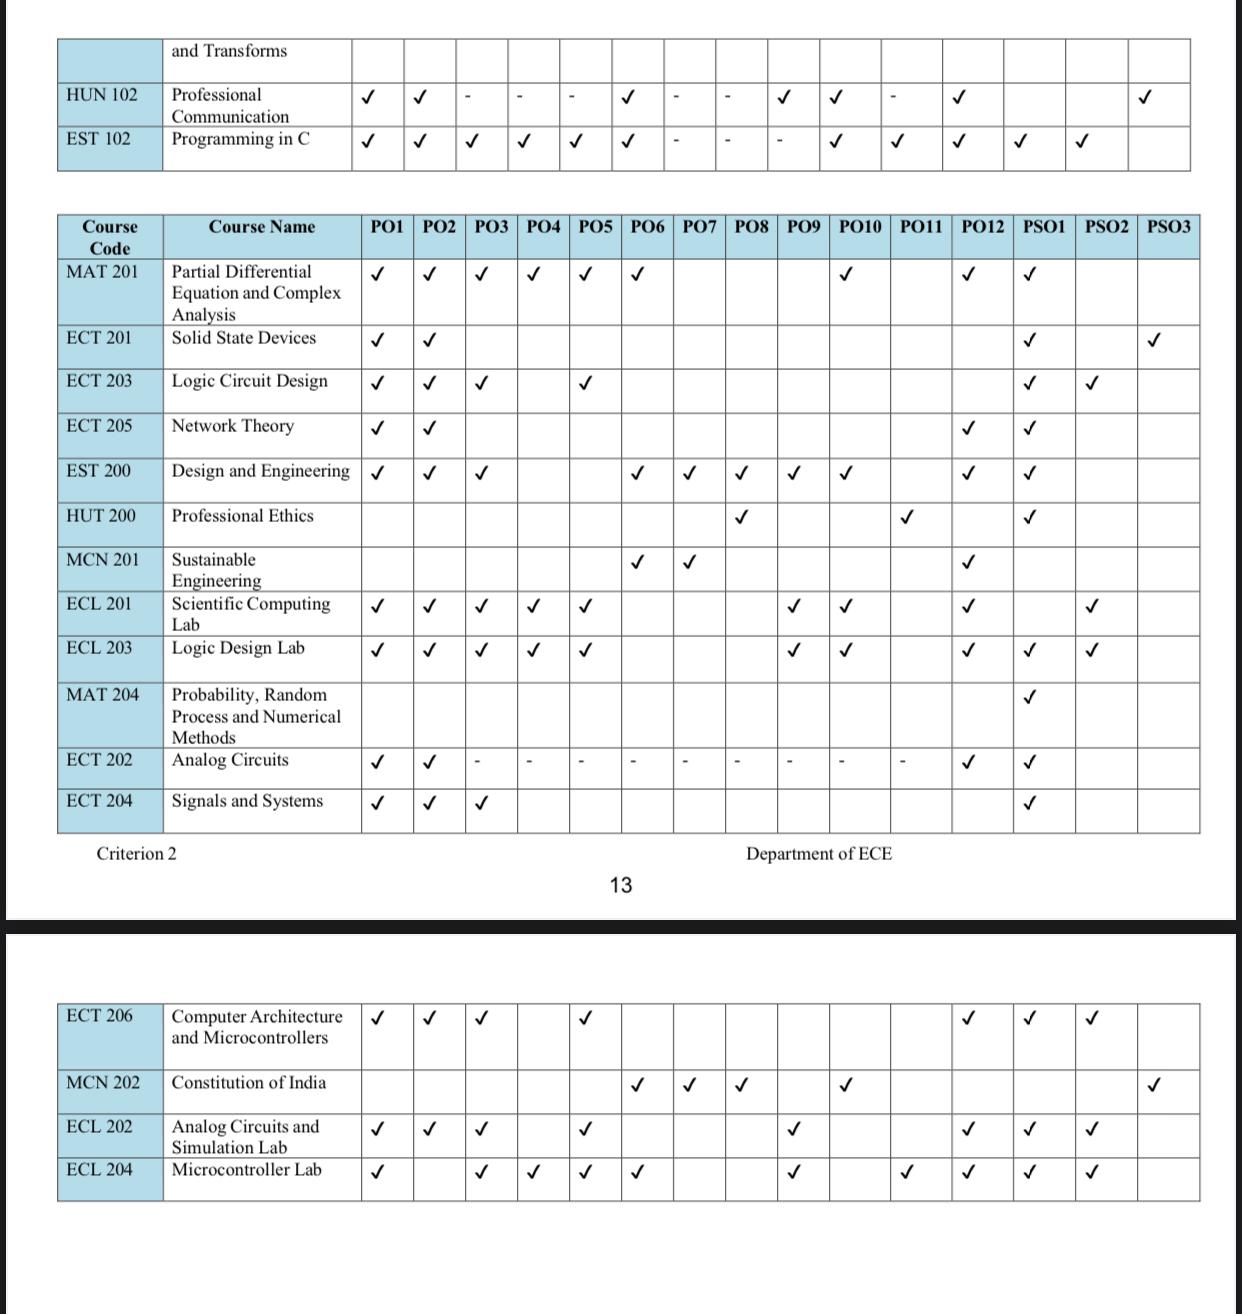 and Transforms
HUN 102 Professional ✓ ✓ - - - ✓ - - ✓ ✓ - ✓ ✓
Communication
EST 102 Programming in C ✓ ✓ ✓ ✓ ✓ ✓ - - - ✓ ✓ ✓ ✓ ✓
Course Course Name PO1 PO2 PO3 PO4 PO5 PO6 PO7 PO8 PO9 PO10 PO11 PO12 PSO1 PSO2 PSO3
Code
MAT 201 Partial Differential ✓ ✓ ✓ ✓ ✓ ✓ ✓ ✓ ✓
Equation and Complex
Analysis
ECT 201 Solid State Devices ✓ ✓ ✓ ✓
ECT 203 Logic Circuit Design ✓ ✓ ✓ ✓ ✓ ✓
ECT 205 Network Theory ✓ ✓ ✓ ✓
EST 200 Design and Engineering ✓ ✓ ✓ ✓ ✓ ✓ ✓ ✓ ✓ ✓
HUT 200 Professional Ethics ✓ ✓ ✓
MCN 201 Sustainable ✓ ✓ ✓
Engineering
ECL 201 Scientific Computing ✓ ✓ ✓ ✓ ✓ ✓ ✓ ✓ ✓
Lab
ECL 203 Logic Design Lab ✓ ✓ ✓ ✓ ✓ ✓ ✓ ✓ ✓ ✓
MAT 204 Probability, Random ✓
Process and Numerical
Methods
ECT 202 Analog Circuits ✓ ✓ - - - - - - - - - ✓ ✓
ECT 204 Signals and Systems ✓ ✓ ✓ ✓
Criterion 2 Department of ECE
13
ECT 206 Computer Architecture ✓ ✓ ✓ ✓ ✓ ✓ ✓
and Microcontrollers
MCN 202 Constitution of India ✓ ✓ ✓ ✓ ✓
ECL 202 Analog Circuits and ✓ ✓ ✓ ✓ ✓ ✓ ✓ ✓
Simulation Lab
ECL 204 Microcontroller Lab ✓ ✓ ✓ ✓ ✓ ✓ ✓ ✓ ✓ ✓